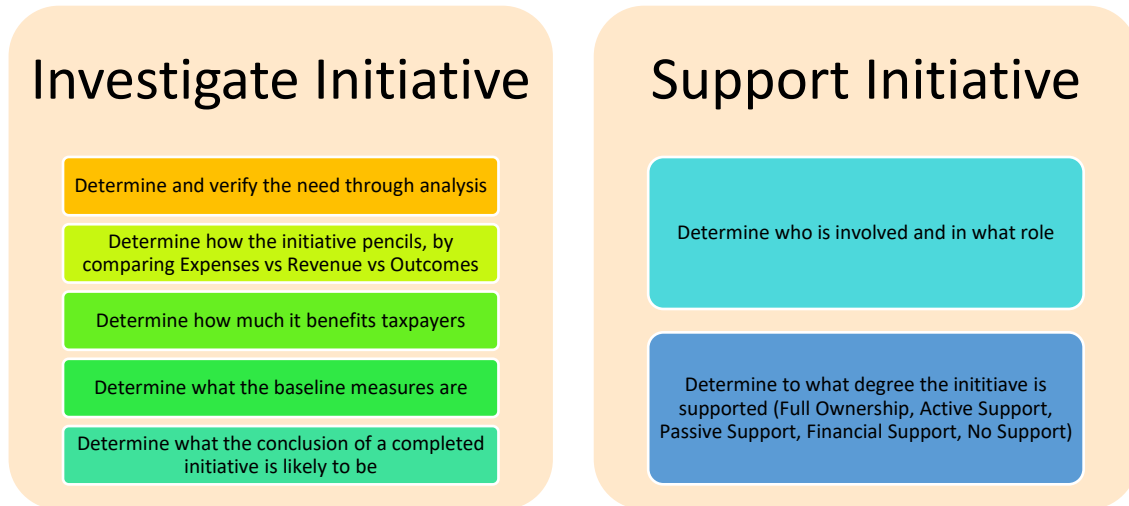 Investigate Initiative
Determine and verify the need through analysis
Determine how the initiative pencils, by
comparing Expenses vs Revenue vs Outcomes
Determine how much it benefits taxpayers
Determine what the baseline measures are
Determine what the conclusion of a completed
initiative is likely to be
Support Initiative
Determine who is involved and in what role
Determine to what degree the inititiave is
supported (Full Ownership, Active Support,
Passive Support, Financial Support, No Support)